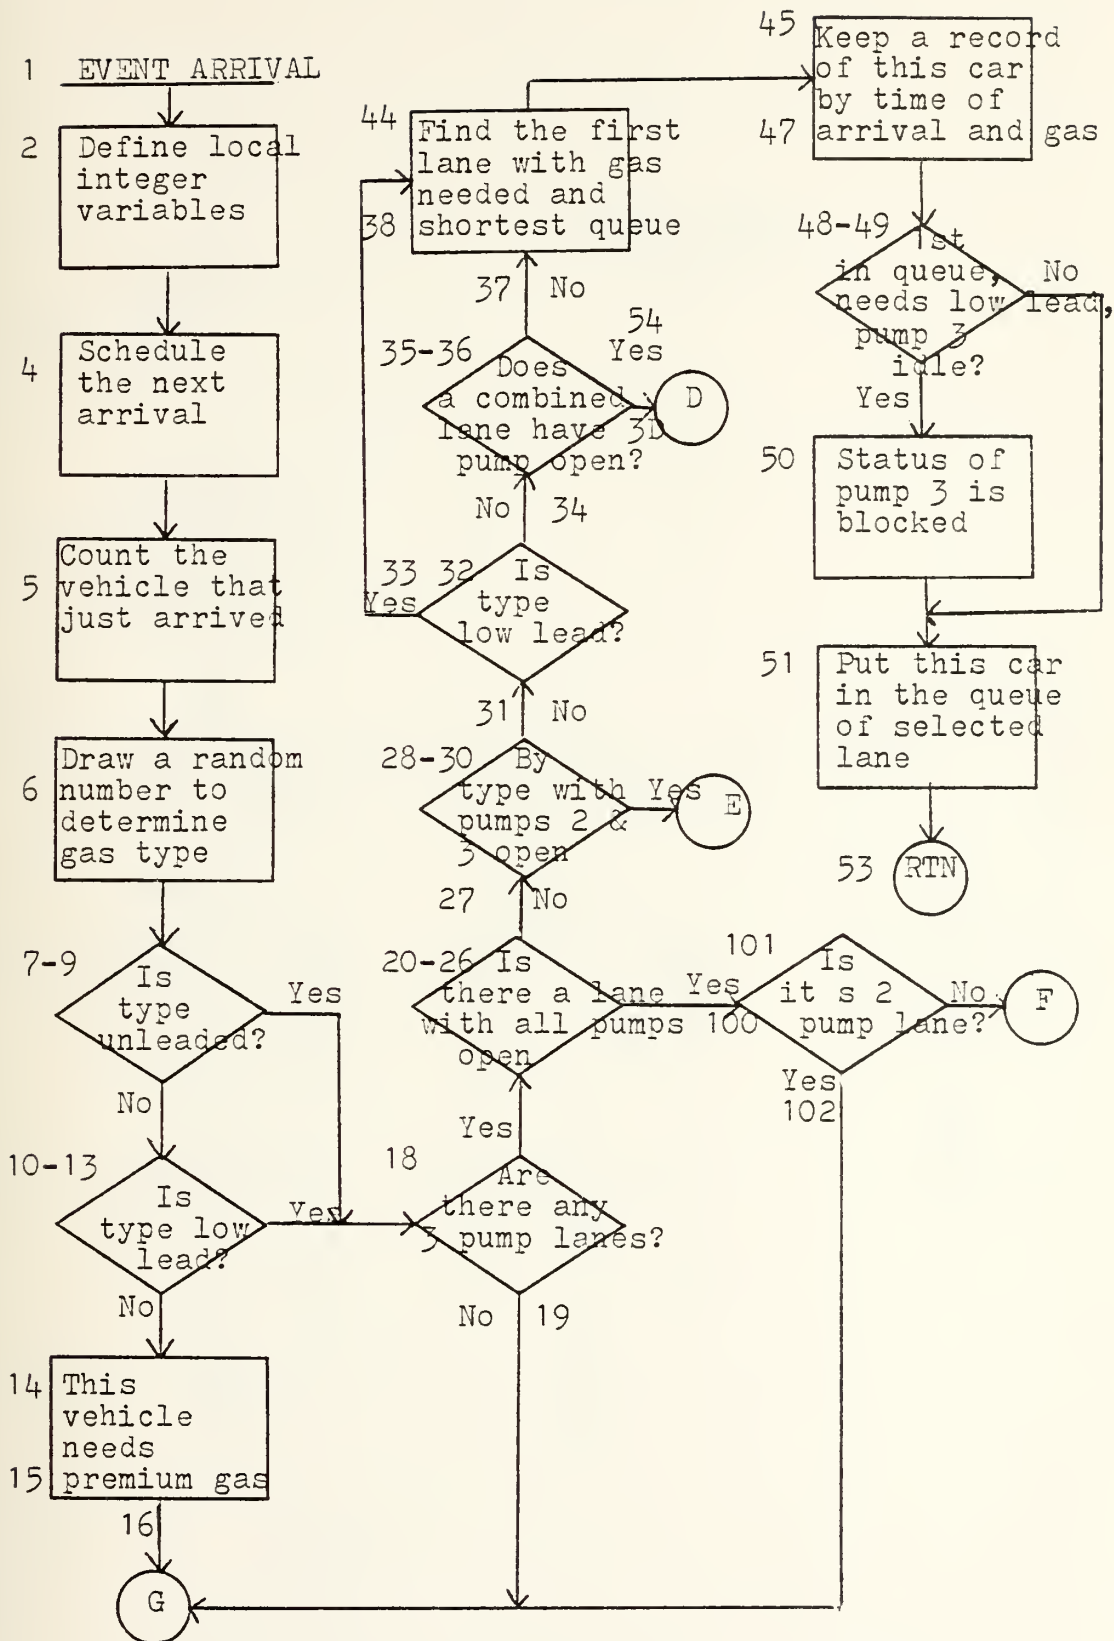 1 EVENT ARRIVAL
2 Define local
integer
variables
4 Schedule
the next
arrival
5 Count the
vehicle that
just arrived
6 Draw a random
number to
determine
gas type
7-9 Is
type
unleaded?
Yes
No
10-13 Is
type low
lead?
Yes
No
14 This
vehicle
needs
15 premium gas
16
G
44 Find the first
lane with gas
needed and
38 shortest queue
37 No
54
Yes
35-36 Does
a combined
lane have 3D
pump open?
D
No 34
33 32 Is
Yes type
low lead?
31 No
28-30 By
type with Yes
pumps 2 &
3 open
E
27 No
20-26 Is
there a lane
with all pumps 100
open
Yes
101 Is
it s 2
pump lane?
No
F
Yes
102
Yes
18 Are
there any
3 pump lanes?
No 19
45 Keep a record
of this car
by time of
47 arrival and gas
48-49 1st
in queue,
needs low lead,
pump 3
idle?
No
Yes
50 Status of
pump 3 is
blocked
51 Put this car
in the queue
of selected
lane
53 RTN